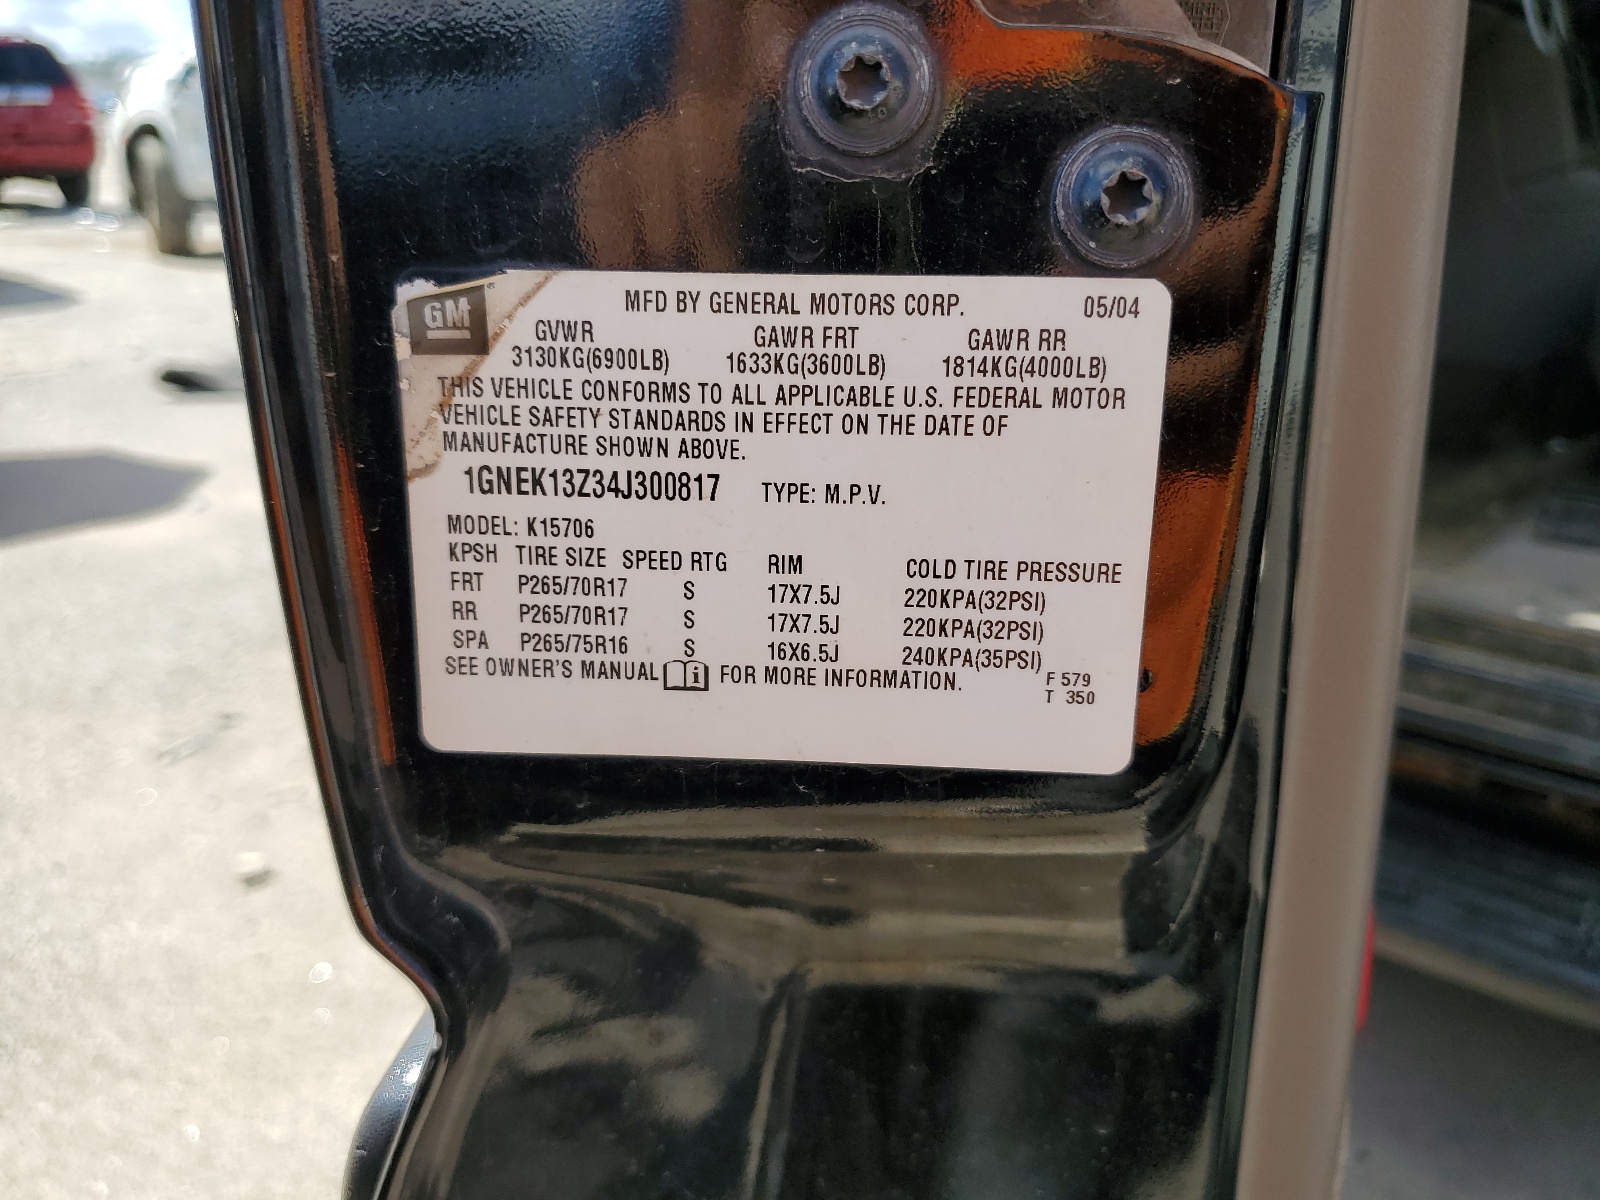 GM
MFD BY GENERAL MOTORS CORP. 05/04
GVWR GAWR FRT GAWR RR
3130KG(6900LB) 1633KG(3600LB) 1814KG(4000LB)
THIS VEHICLE CONFORMS TO ALL APPLICABLE U.S. FEDERAL MOTOR
VEHICLE SAFETY STANDARDS IN EFFECT ON THE DATE OF
MANUFACTURE SHOWN ABOVE.
1GNEK13Z34J300817 TYPE: M.P.V.
MODEL: K15706
KPSH TIRE SIZE SPEED RTG RIM COLD TIRE PRESSURE
FRT P265/70R17 S 17X7.5J 220KPA(32PSI)
RR P265/70R17 S 17X7.5J 220KPA(32PSI)
SPA P265/75R16 S 16X6.5J 240KPA(35PSI)
SEE OWNER'S MANUAL i FOR MORE INFORMATION.
F 579
T 350